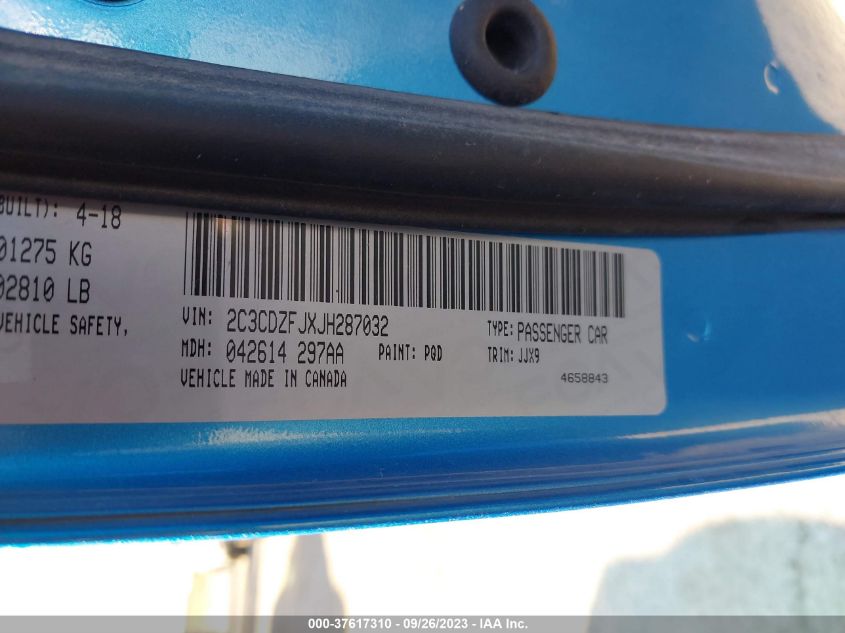 BUILT): 4-18
01275 KG
02810 LB
VEHICLE SAFETY,
VIN: 2C3CDZFJXJH287032
TYPE: PASSENGER CAR
MDH: 042614 297AA
PAINT: PQD
TRIM: JJX9
VEHICLE MADE IN CANADA
4658843
000-37617310 - 09/26/2023 - IAA Inc.